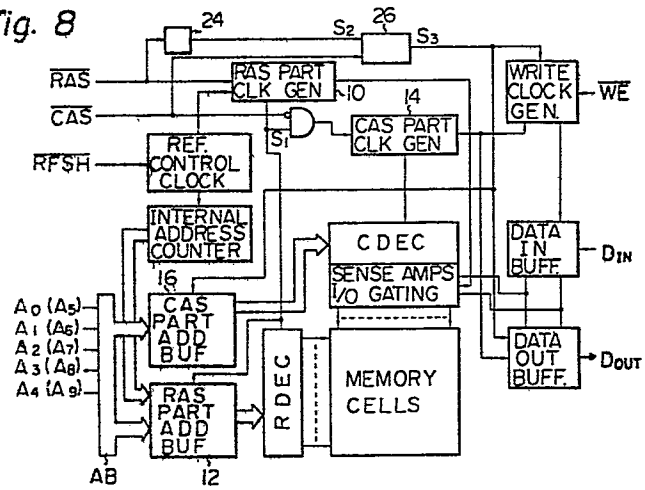 Fig. 8
24
26
S2
S3
RAS
RAS PART
CLK GEN
10
WRITE
CLOCK
GEN.
WE
CAS
14
CAS PART
CLK GEN
S1
RFSH
REF.
CONTROL
CLOCK
INTERNAL
ADDRESS
COUNTER
CDEC
DATA
IN
BUFF.
DIN
SENSE AMPS
I/O GATING
16
CAS
PART
ADD
BUF
A0 (A5)
A1 (A6)
A2 (A7)
A3 (A8)
A4 (A9)
DATA
OUT
BUFF.
DOUT
RAS
PART
ADD
BUF
RDEC
MEMORY
CELLS
AB
12